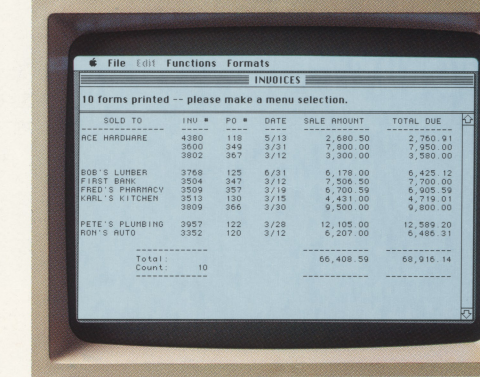 File Edit Functions Formats
INVOICES
10 forms printed -- please make a menu selection.
SOLD TO INV # PO # DATE SALE AMOUNT TOTAL DUE
ACE HARDWARE 4380 118 5/13 2,680.50 2,760.91
3600 349 3/31 7,800.00 7,950.00
3802 367 3/12 3,300.00 3,580.00
BOB'S LUMBER 3768 125 6/31 6,178.00 6,425.12
FIRST BANK 3504 347 3/12 7,506.50 7,700.00
FRED'S PHARMACY 3509 357 3/19 6,700.59 6,905.59
KARL'S KITCHEN 3513 130 3/15 4,431.00 4,719.01
3809 366 3/30 9,500.00 9,800.00
PETE'S PLUMBING 3957 122 3/28 12,105.00 12,589.20
RON'S AUTO 3352 120 3/12 6,207.00 6,486.31
Total: 66,408.59 68,916.14
Count: 10